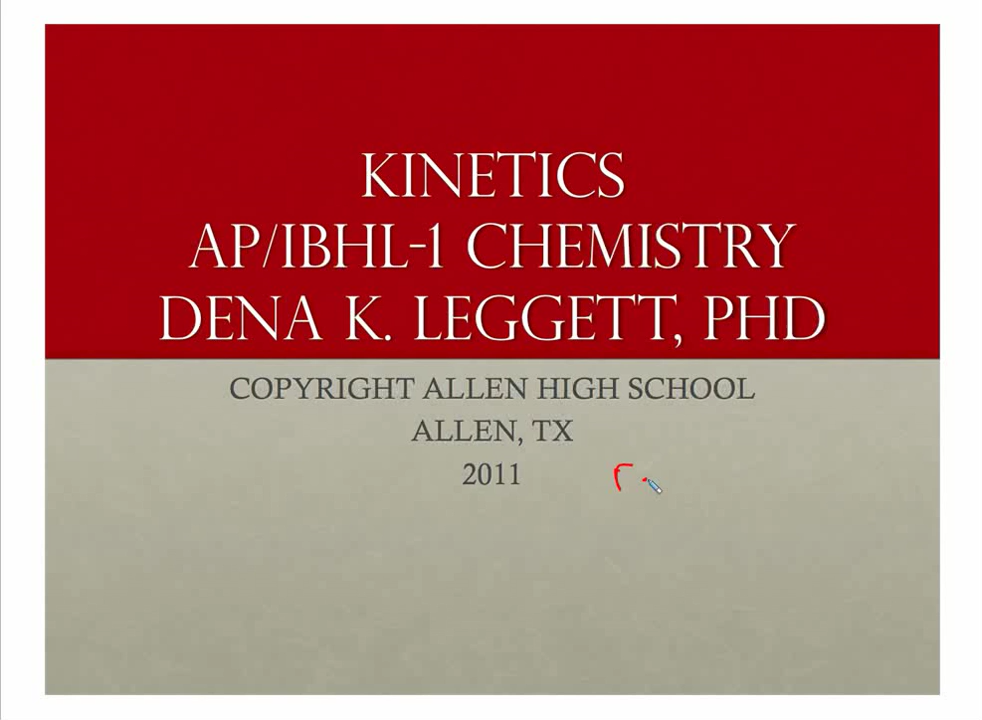 KINETICS
AP/IBHL-1 CHEMISTRY
DENA K. LEGGETT, PHD
COPYRIGHT ALLEN HIGH SCHOOL
ALLEN, TX
2011
r